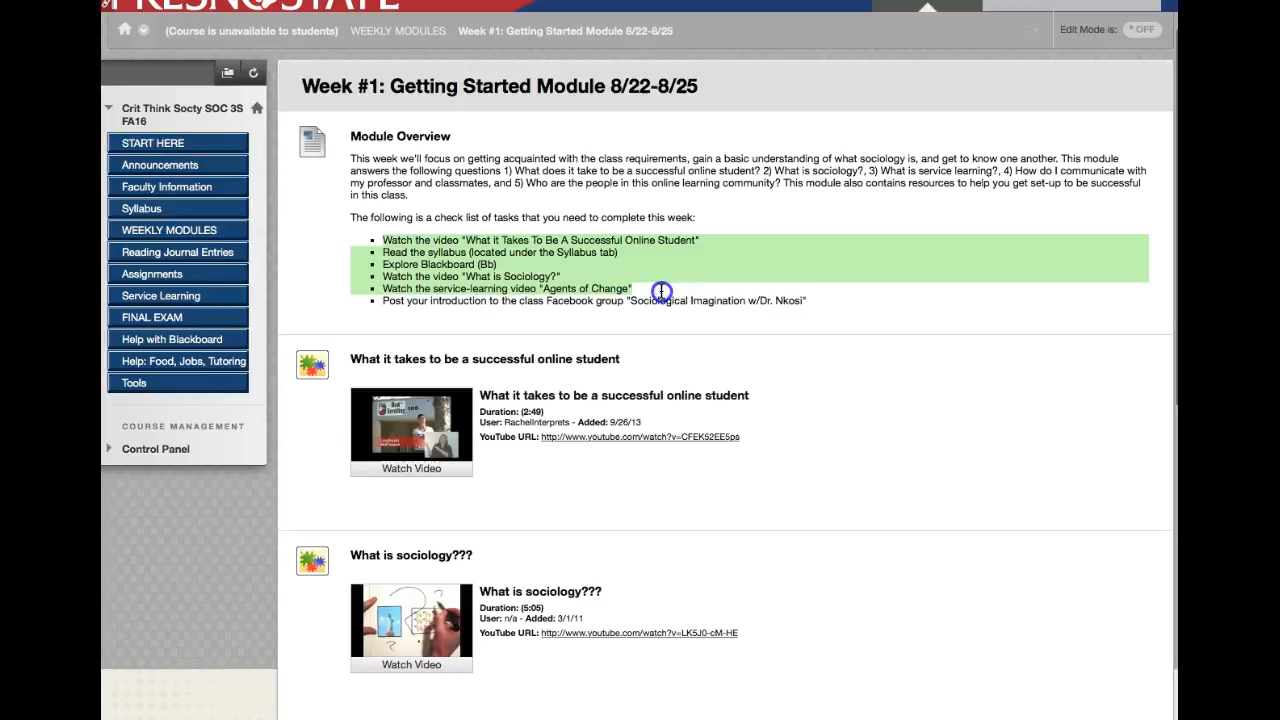 FRESNO STATE
(Course is unavailable to students) WEEKLY MODULES Week #1: Getting Started Module 8/22-8/25
Edit Mode is: OFF
Crit Think Socty SOC 3S
FA16
START HERE
Announcements
Faculty Information
Syllabus
WEEKLY MODULES
Reading Journal Entries
Assignments
Service Learning
FINAL EXAM
Help with Blackboard
Help: Food, Jobs, Tutoring
Tools
COURSE MANAGEMENT
Control Panel
Week #1: Getting Started Module 8/22-8/25
Module Overview
This week we'll focus on getting acquainted with the class requirements, gain a basic understanding of what sociology is, and get to know one another. This module
answers the following questions 1) What does it take to be a successful online student? 2) What is sociology?, 3) What is service learning?, 4) How do I communicate with
my professor and classmates, and 5) Who are the people in this online learning community? This module also contains resources to help you get set-up to be successful
in this class.
The following is a check list of tasks that you need to complete this week:
Watch the video "What it Takes To Be A Successful Online Student"
Read the syllabus (located under the Syllabus tab)
Explore Blackboard (Bb)
Watch the video "What is Sociology?"
Watch the service-learning video "Agents of Change"
Post your introduction to the class Facebook group "Sociological Imagination w/Dr. Nkosi"
What it takes to be a successful online student
What it takes to be a successful online student
Duration: (2:49)
User: RachelInterprets - Added: 9/26/13
YouTube URL: http://www.youtube.com/watch?v=CFEK52EE5ps
Watch Video
What is sociology???
What is sociology???
Duration: (5:05)
User: n/a - Added: 3/1/11
YouTube URL: http://www.youtube.com/watch?v=LK5J0-cM-HE
Watch Video